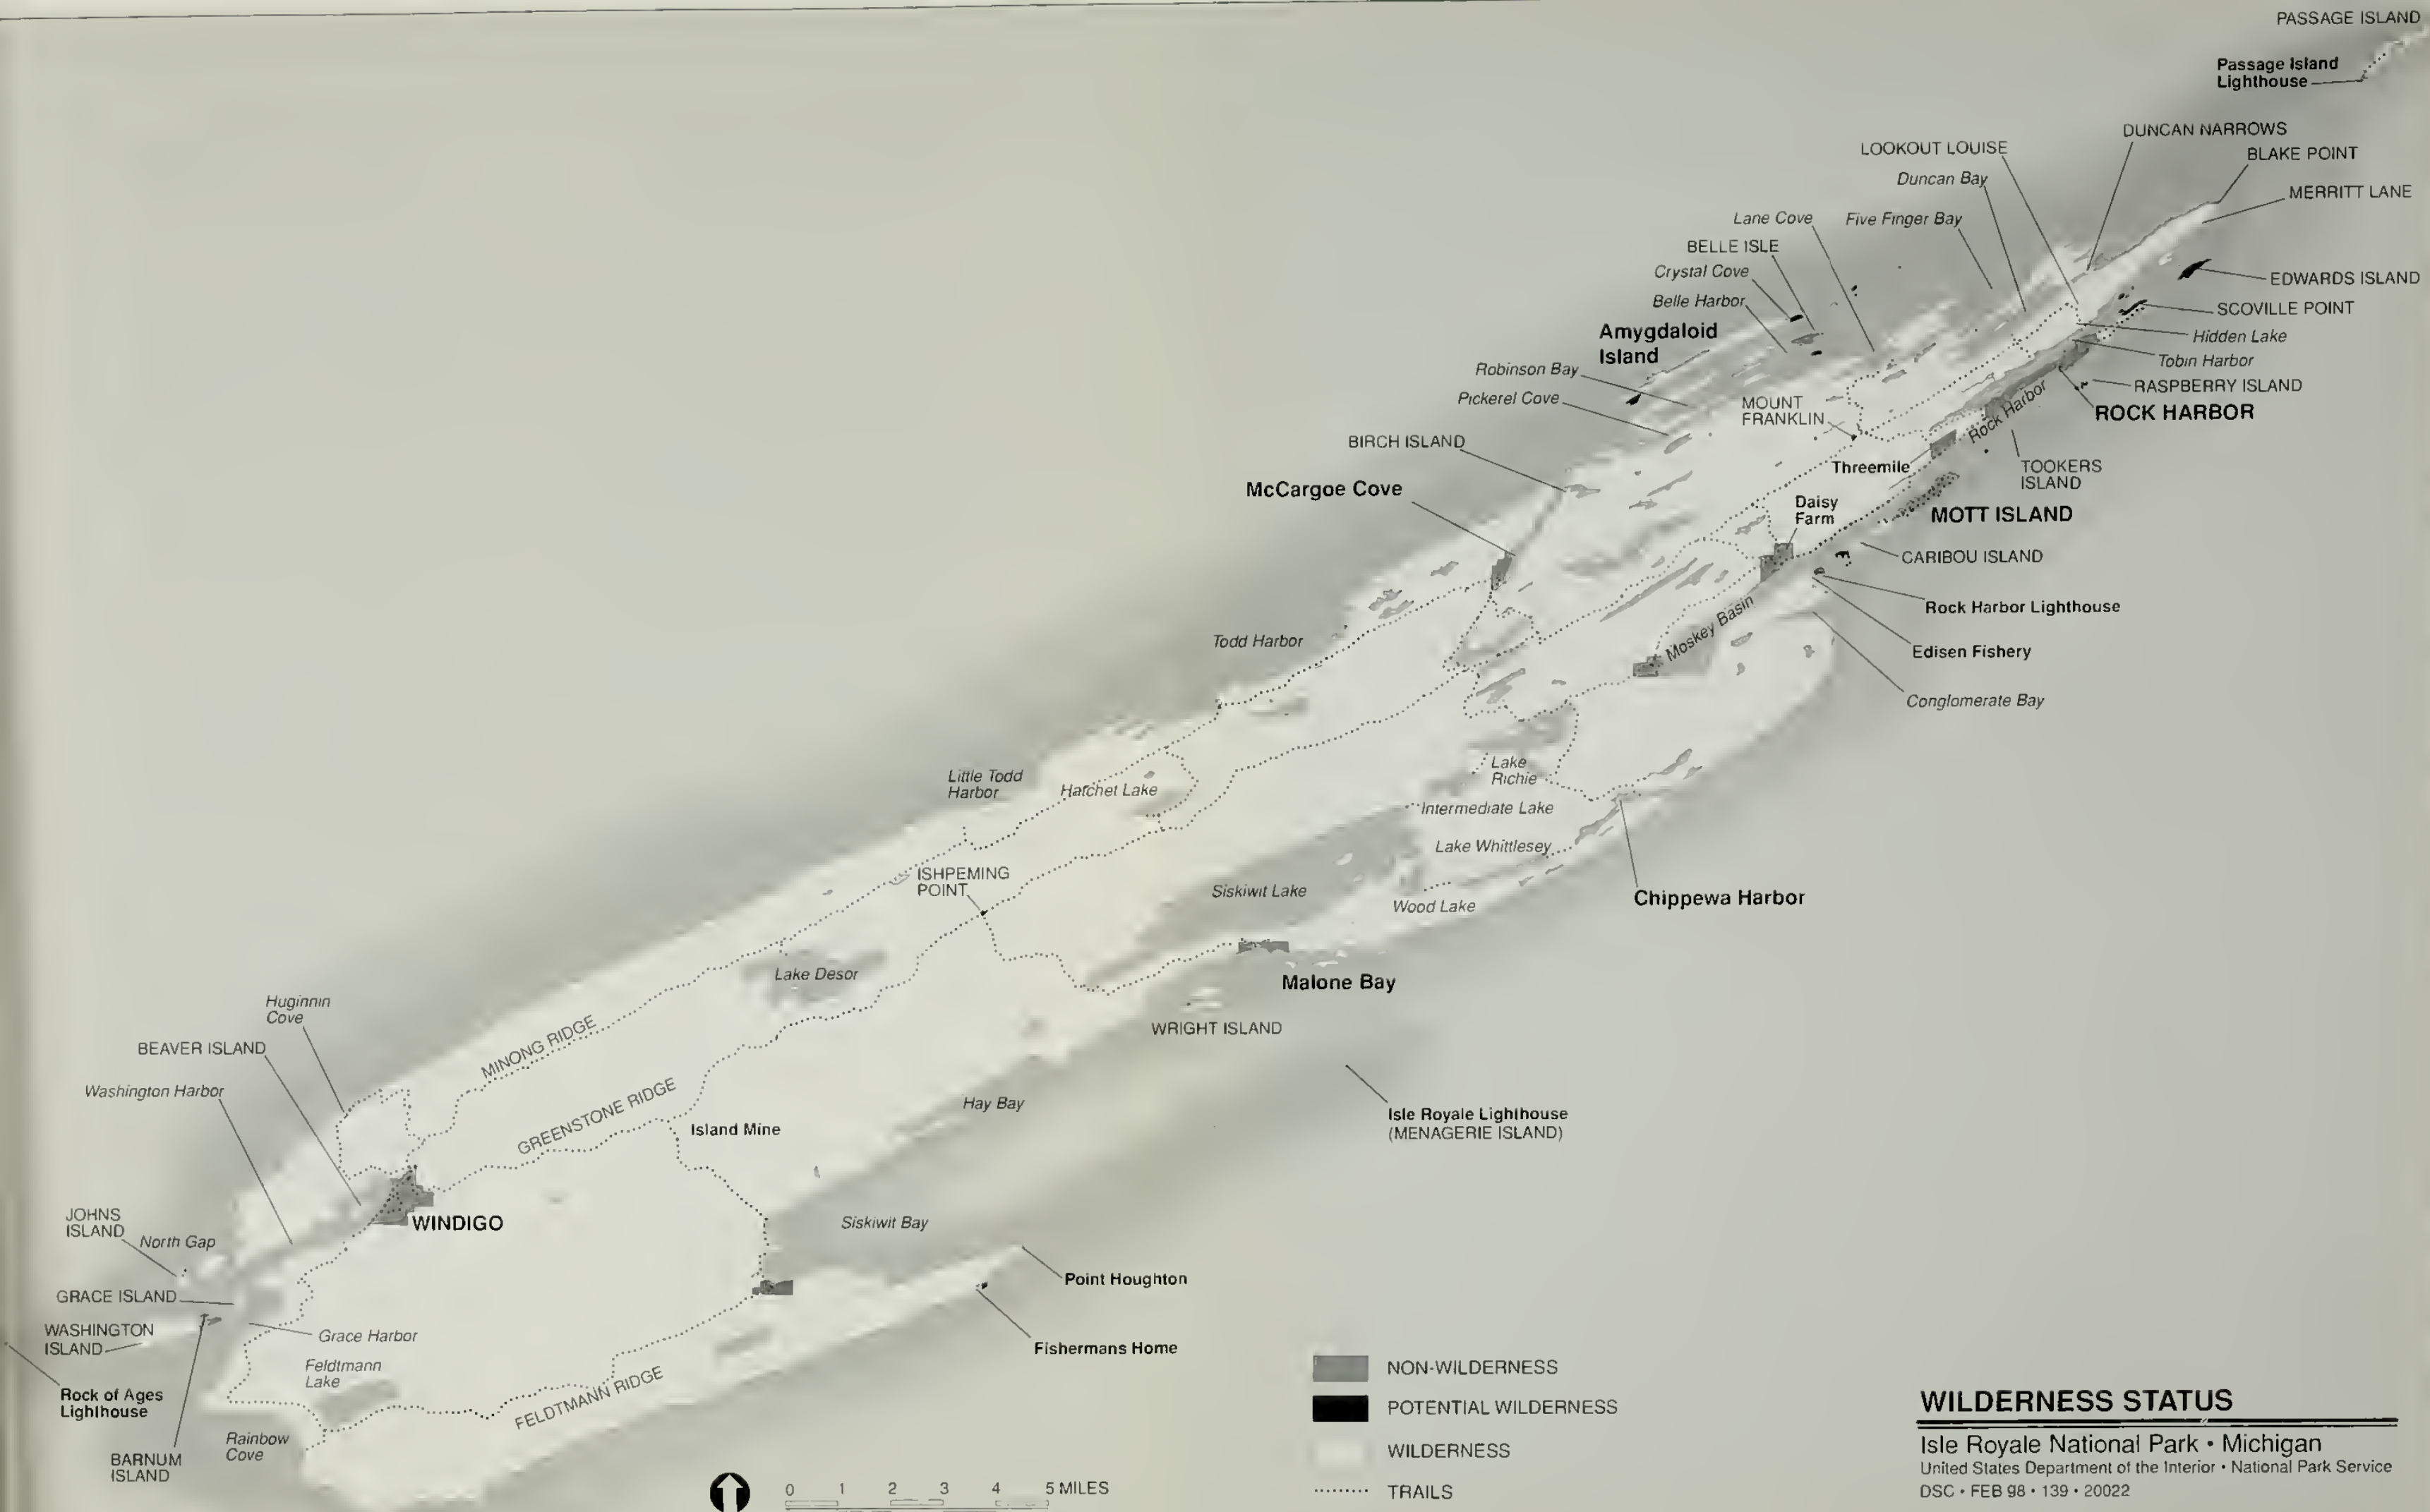 PASSAGE ISLAND
Passage Island
Lighthouse
DUNCAN NARROWS
LOOKOUT LOUISE
BLAKE POINT
Duncan Bay
MERRITT LANE
Lane Cove
Five Finger Bay
BELLE ISLE
Crystal Cove
EDWARDS ISLAND
Belle Harbor
SCOVILLE POINT
Amygdaloid
Island
Hidden Lake
Tobin Harbor
Robinson Bay
RASPBERRY ISLAND
Pickerel Cove
MOUNT
FRANKLIN
Rock Harbor
ROCK HARBOR
BIRCH ISLAND
Threemile
TOOKERS
ISLAND
McCargoe Cove
Daisy
Farm
MOTT ISLAND
CARIBOU ISLAND
Rock Harbor Lighthouse
Moskey Basin
Todd Harbor
Edisen Fishery
Conglomerate Bay
Lake
Richie
Little Todd
Harbor
Hatchet Lake
Intermediate Lake
Lake Whittlesey
ISHPEMING
POINT
Siskiwit Lake
Wood Lake
Chippewa Harbor
Lake Desor
Malone Bay
Huginnin
Cove
WRIGHT ISLAND
MINONG RIDGE
BEAVER ISLAND
Washington Harbor
GREENSTONE RIDGE
Hay Bay
Isle Royale Lighthouse
(MENAGERIE ISLAND)
Island Mine
JOHNS
ISLAND
North Gap
WINDIGO
Siskiwit Bay
Point Houghton
GRACE ISLAND
WASHINGTON
ISLAND
Grace Harbor
Fishermans Home
Feldtmann
Lake
Rock of Ages
Lighthouse
FELDTMANN RIDGE
Rainbow
Cove
BARNUM
ISLAND
NON-WILDERNESS
POTENTIAL WILDERNESS
WILDERNESS
TRAILS
0 1 2 3 4 5 MILES
WILDERNESS STATUS
Isle Royale National Park • Michigan
United States Department of the Interior • National Park Service
DSC • FEB 98 • 139 • 20022